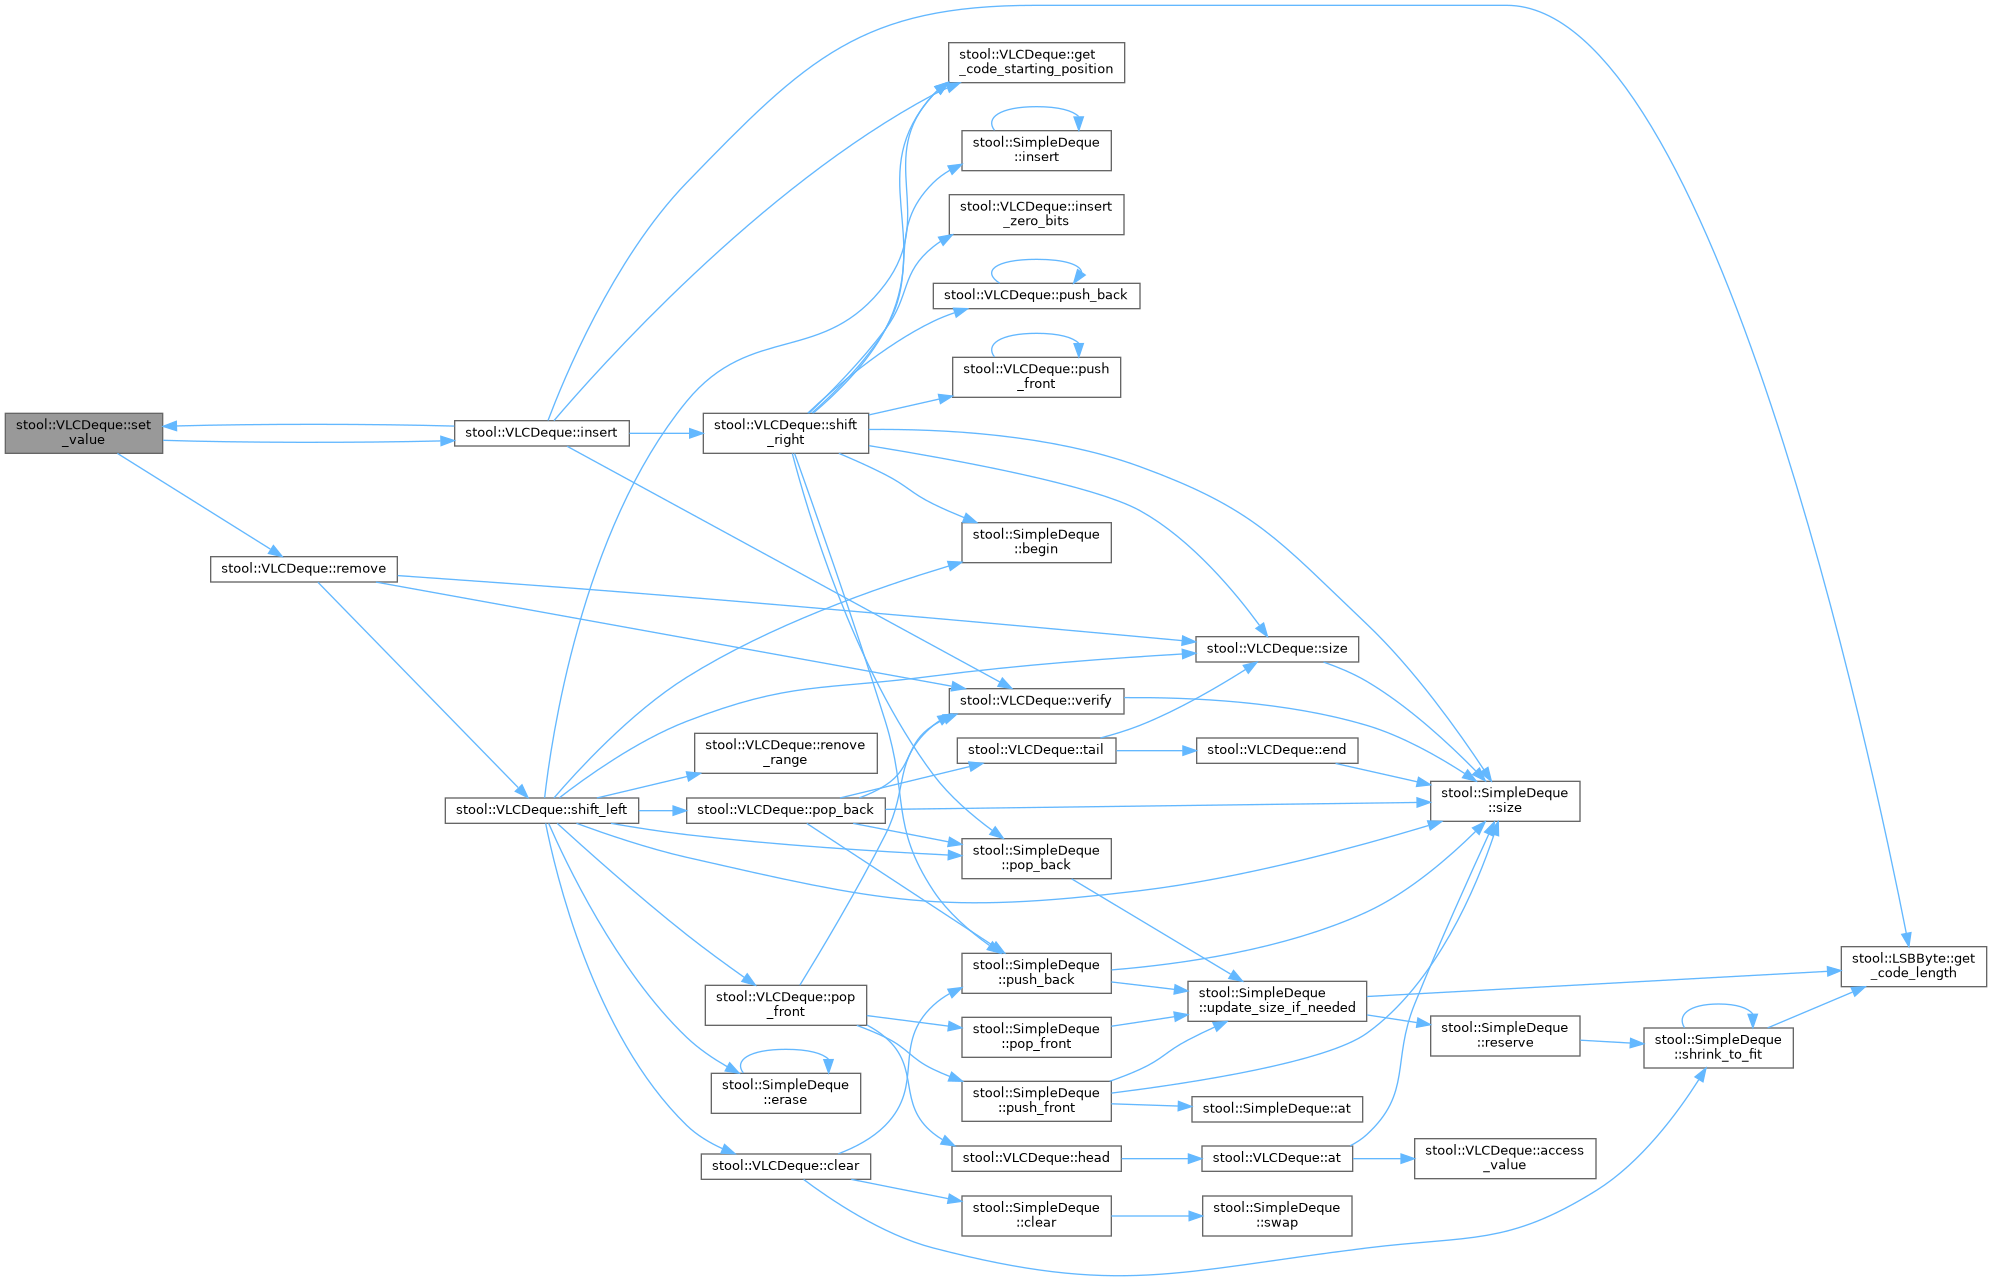 stool::VLCDeque::set
_value
stool::VLCDeque::remove
stool::VLCDeque::insert
stool::VLCDeque::shift_left
stool::VLCDeque::shift
_right
stool::VLCDeque::renove
_range
stool::VLCDeque::pop_back
stool::VLCDeque::pop
_front
stool::SimpleDeque
::erase
stool::VLCDeque::clear
stool::VLCDeque::get
_code_starting_position
stool::SimpleDeque
::insert
stool::VLCDeque::insert
_zero_bits
stool::VLCDeque::push_back
stool::VLCDeque::push
_front
stool::SimpleDeque
::begin
stool::VLCDeque::verify
stool::VLCDeque::tail
stool::SimpleDeque
::pop_back
stool::SimpleDeque
::push_back
stool::SimpleDeque
::pop_front
stool::SimpleDeque
::push_front
stool::VLCDeque::head
stool::SimpleDeque
::clear
stool::VLCDeque::size
stool::VLCDeque::end
stool::SimpleDeque
::update_size_if_needed
stool::SimpleDeque::at
stool::VLCDeque::at
stool::SimpleDeque
::swap
stool::SimpleDeque
::size
stool::SimpleDeque
::reserve
stool::VLCDeque::access
_value
stool::SimpleDeque
::shrink_to_fit
stool::LSBByte::get
_code_length